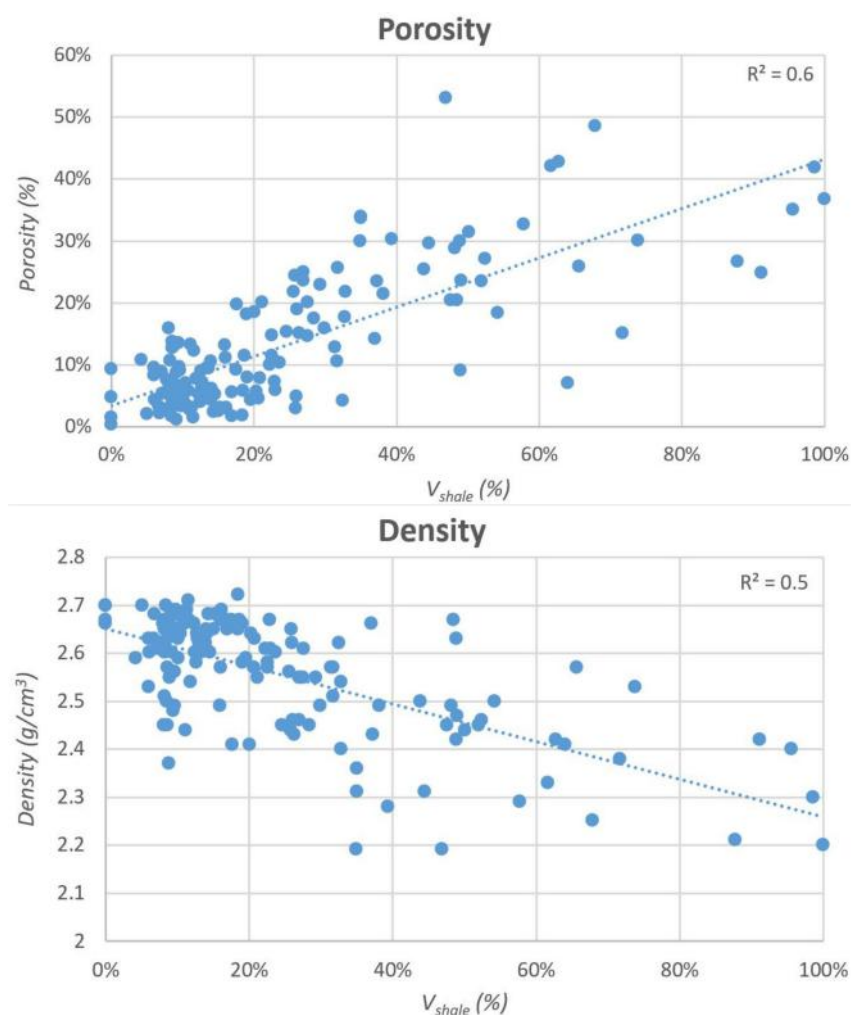 Porosity
R² = 0.6
Porosity (%)
60%
50%
40%
30%
20%
10%
0%
0% 20% 40% 60% 80% 100%
V_shale (%)
Density
R² = 0.5
Density (g/cm³)
2.8
2.7
2.6
2.5
2.4
2.3
2.2
2.1
2
0% 20% 40% 60% 80% 100%
V_shale (%)